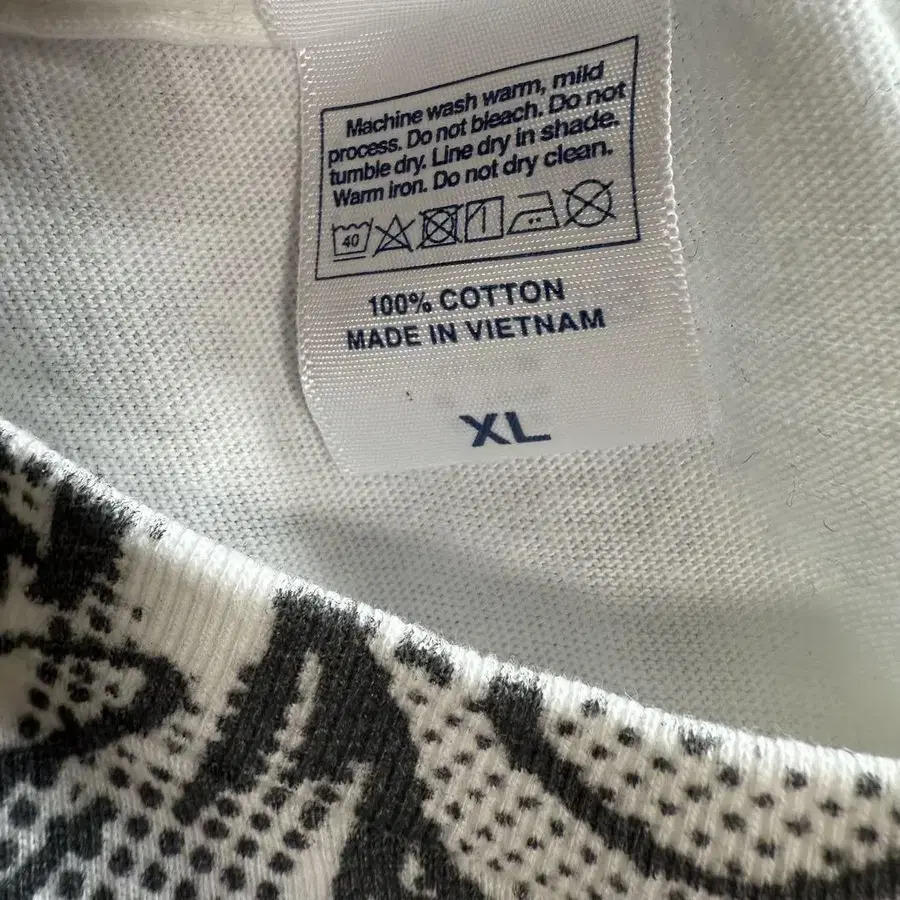 Machine wash warm, mild
process. Do not bleach. Do not
tumble dry. Line dry in shade.
Warm iron. Do not dry clean.
40
100% COTTON
MADE IN VIETNAM
XL